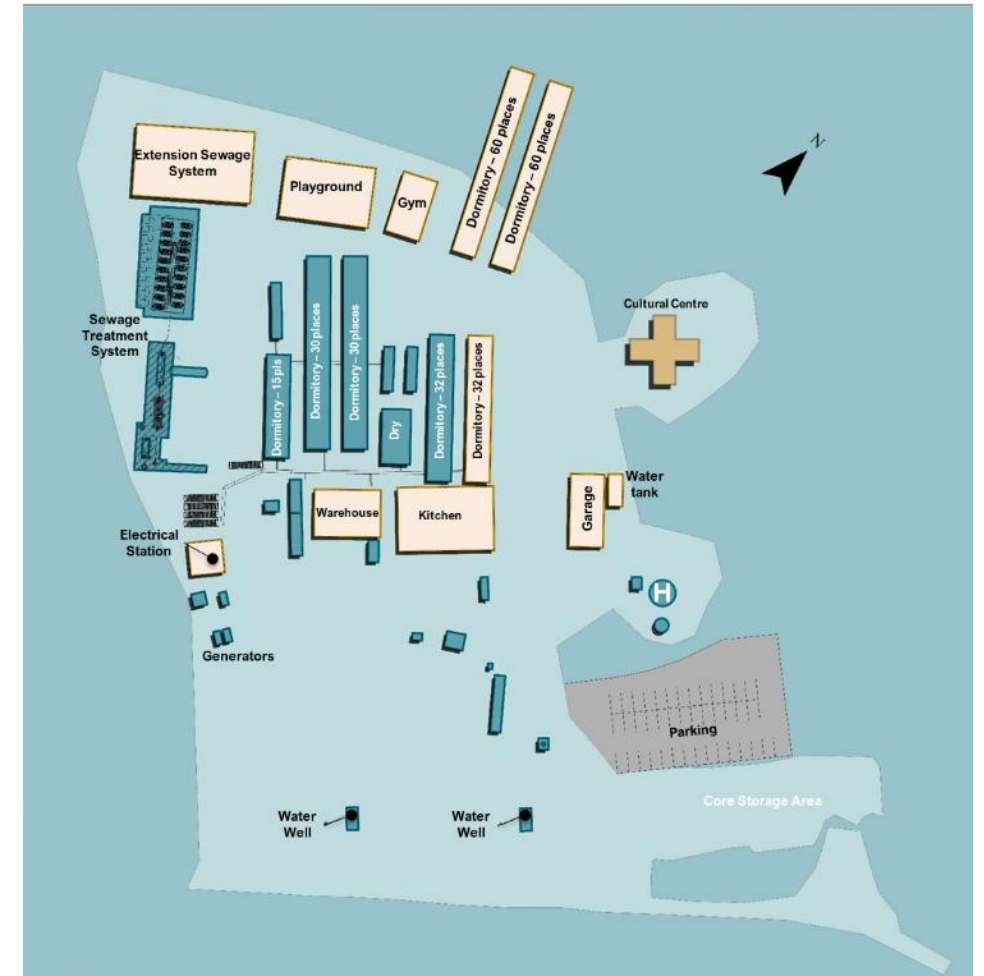 N
Dormitory – 60 places
Dormitory – 60 places
Extension Sewage
System
Playground
Gym
Cultural Centre
Sewage
Treatment
System
Dormitory – 15 pls
Dormitory – 30 places
Dormitory – 30 places
Dry
Dormitory – 32 places
Dormitory – 32 places
Water
tank
Garage
Warehouse
Kitchen
Electrical
Station
H
Generators
Parking
Core Storage Area
Water
Well
Water
Well